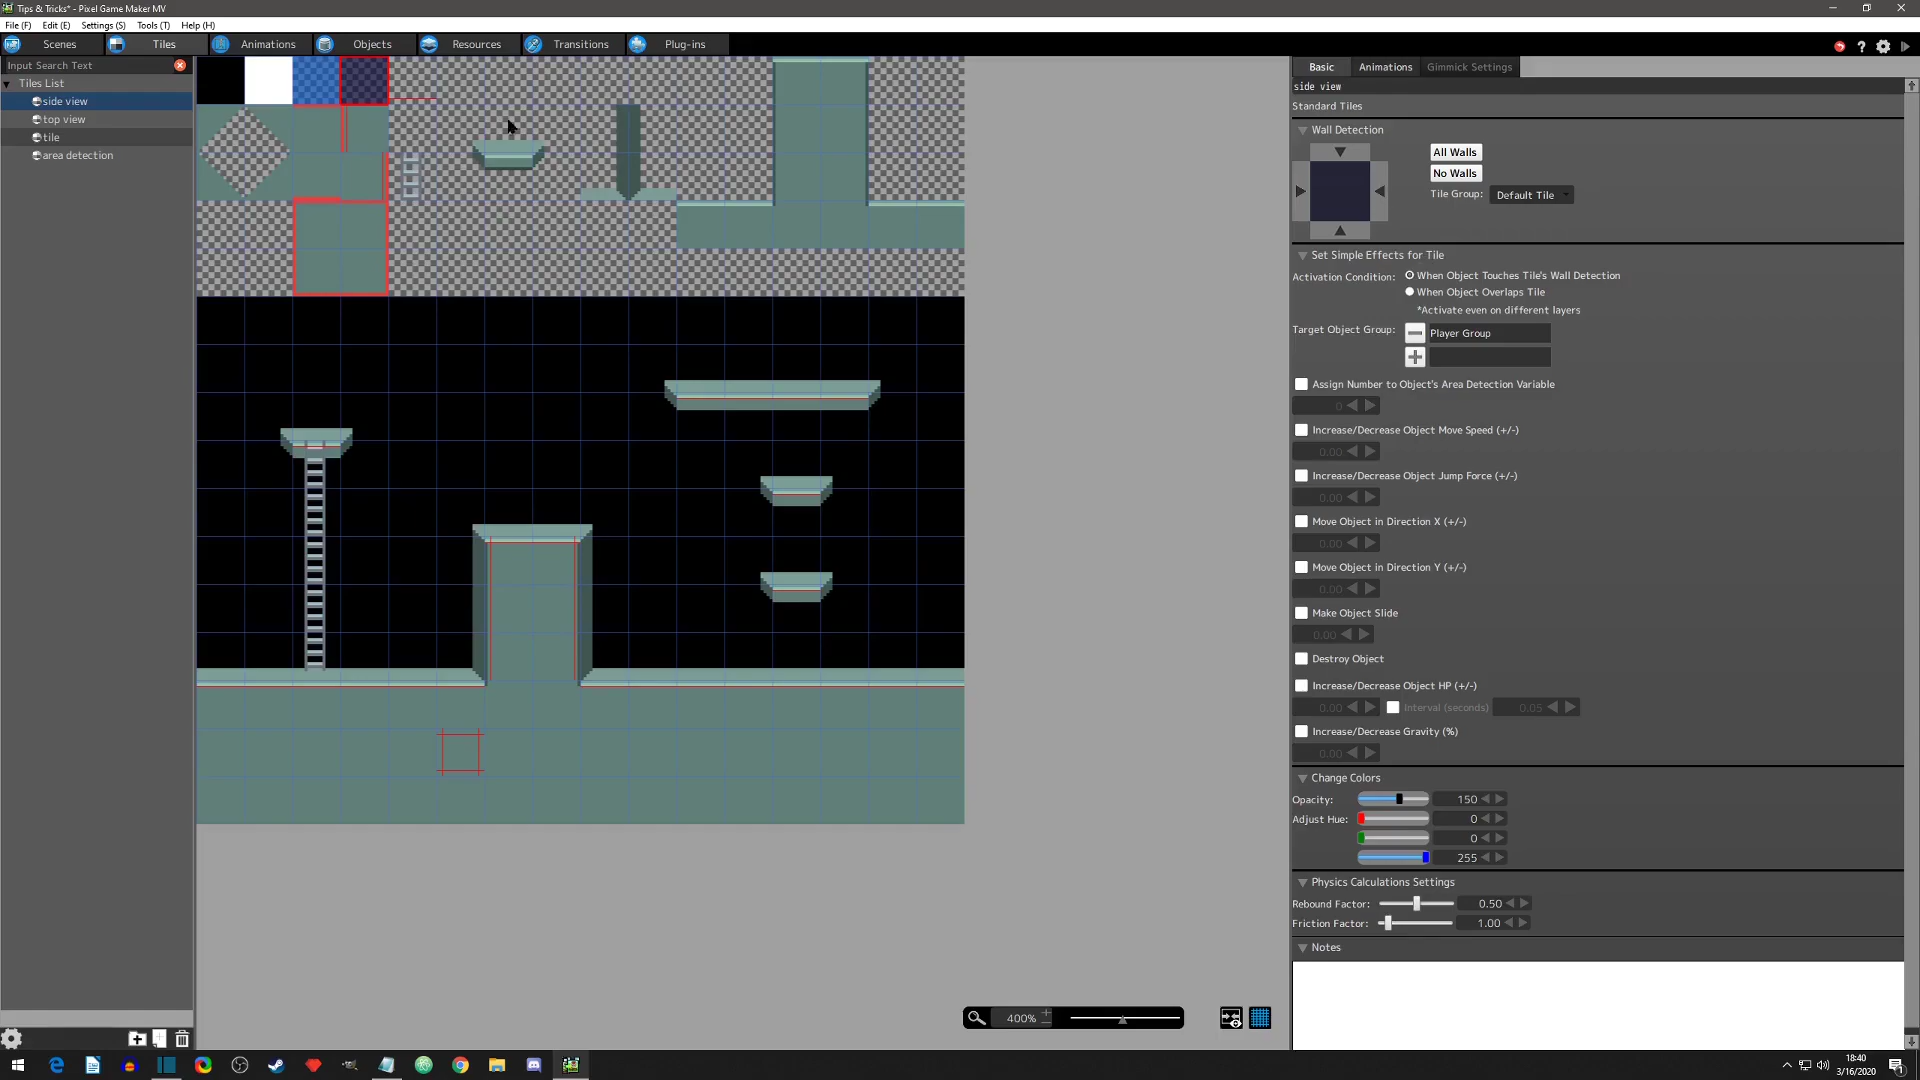 Tips & Tricks* - Pixel Game Maker MV
File (F) Edit (E) Settings (S) Tools (T) Help (H)
Scenes Tiles Animations Objects Resources Transitions Plug-ins
Input Search Text
Tiles List
side view
top view
tile
area detection
Basic Animations Gimmick Settings
side view
Standard Tiles
Wall Detection
All Walls
No Walls
Tile Group: Default Tile
Set Simple Effects for Tile
Activation Condition: When Object Touches Tile's Wall Detection
When Object Overlaps Tile
*Activate even on different layers
Target Object Group: Player Group
Assign Number to Object's Area Detection Variable
0
Increase/Decrease Object Move Speed (+/-)
0.00
Increase/Decrease Object Jump Force (+/-)
0.00
Move Object in Direction X (+/-)
0.00
Move Object in Direction Y (+/-)
0.00
Make Object Slide
0.00
Destroy Object
Increase/Decrease Object HP (+/-)
0.00 Interval (seconds) 0.05
Increase/Decrease Gravity (%)
0.00
Change Colors
Opacity: 150
Adjust Hue: 0
0
255
Physics Calculations Settings
Rebound Factor: 0.50
Friction Factor: 1.00
Notes
400%
18:40
3/16/2020